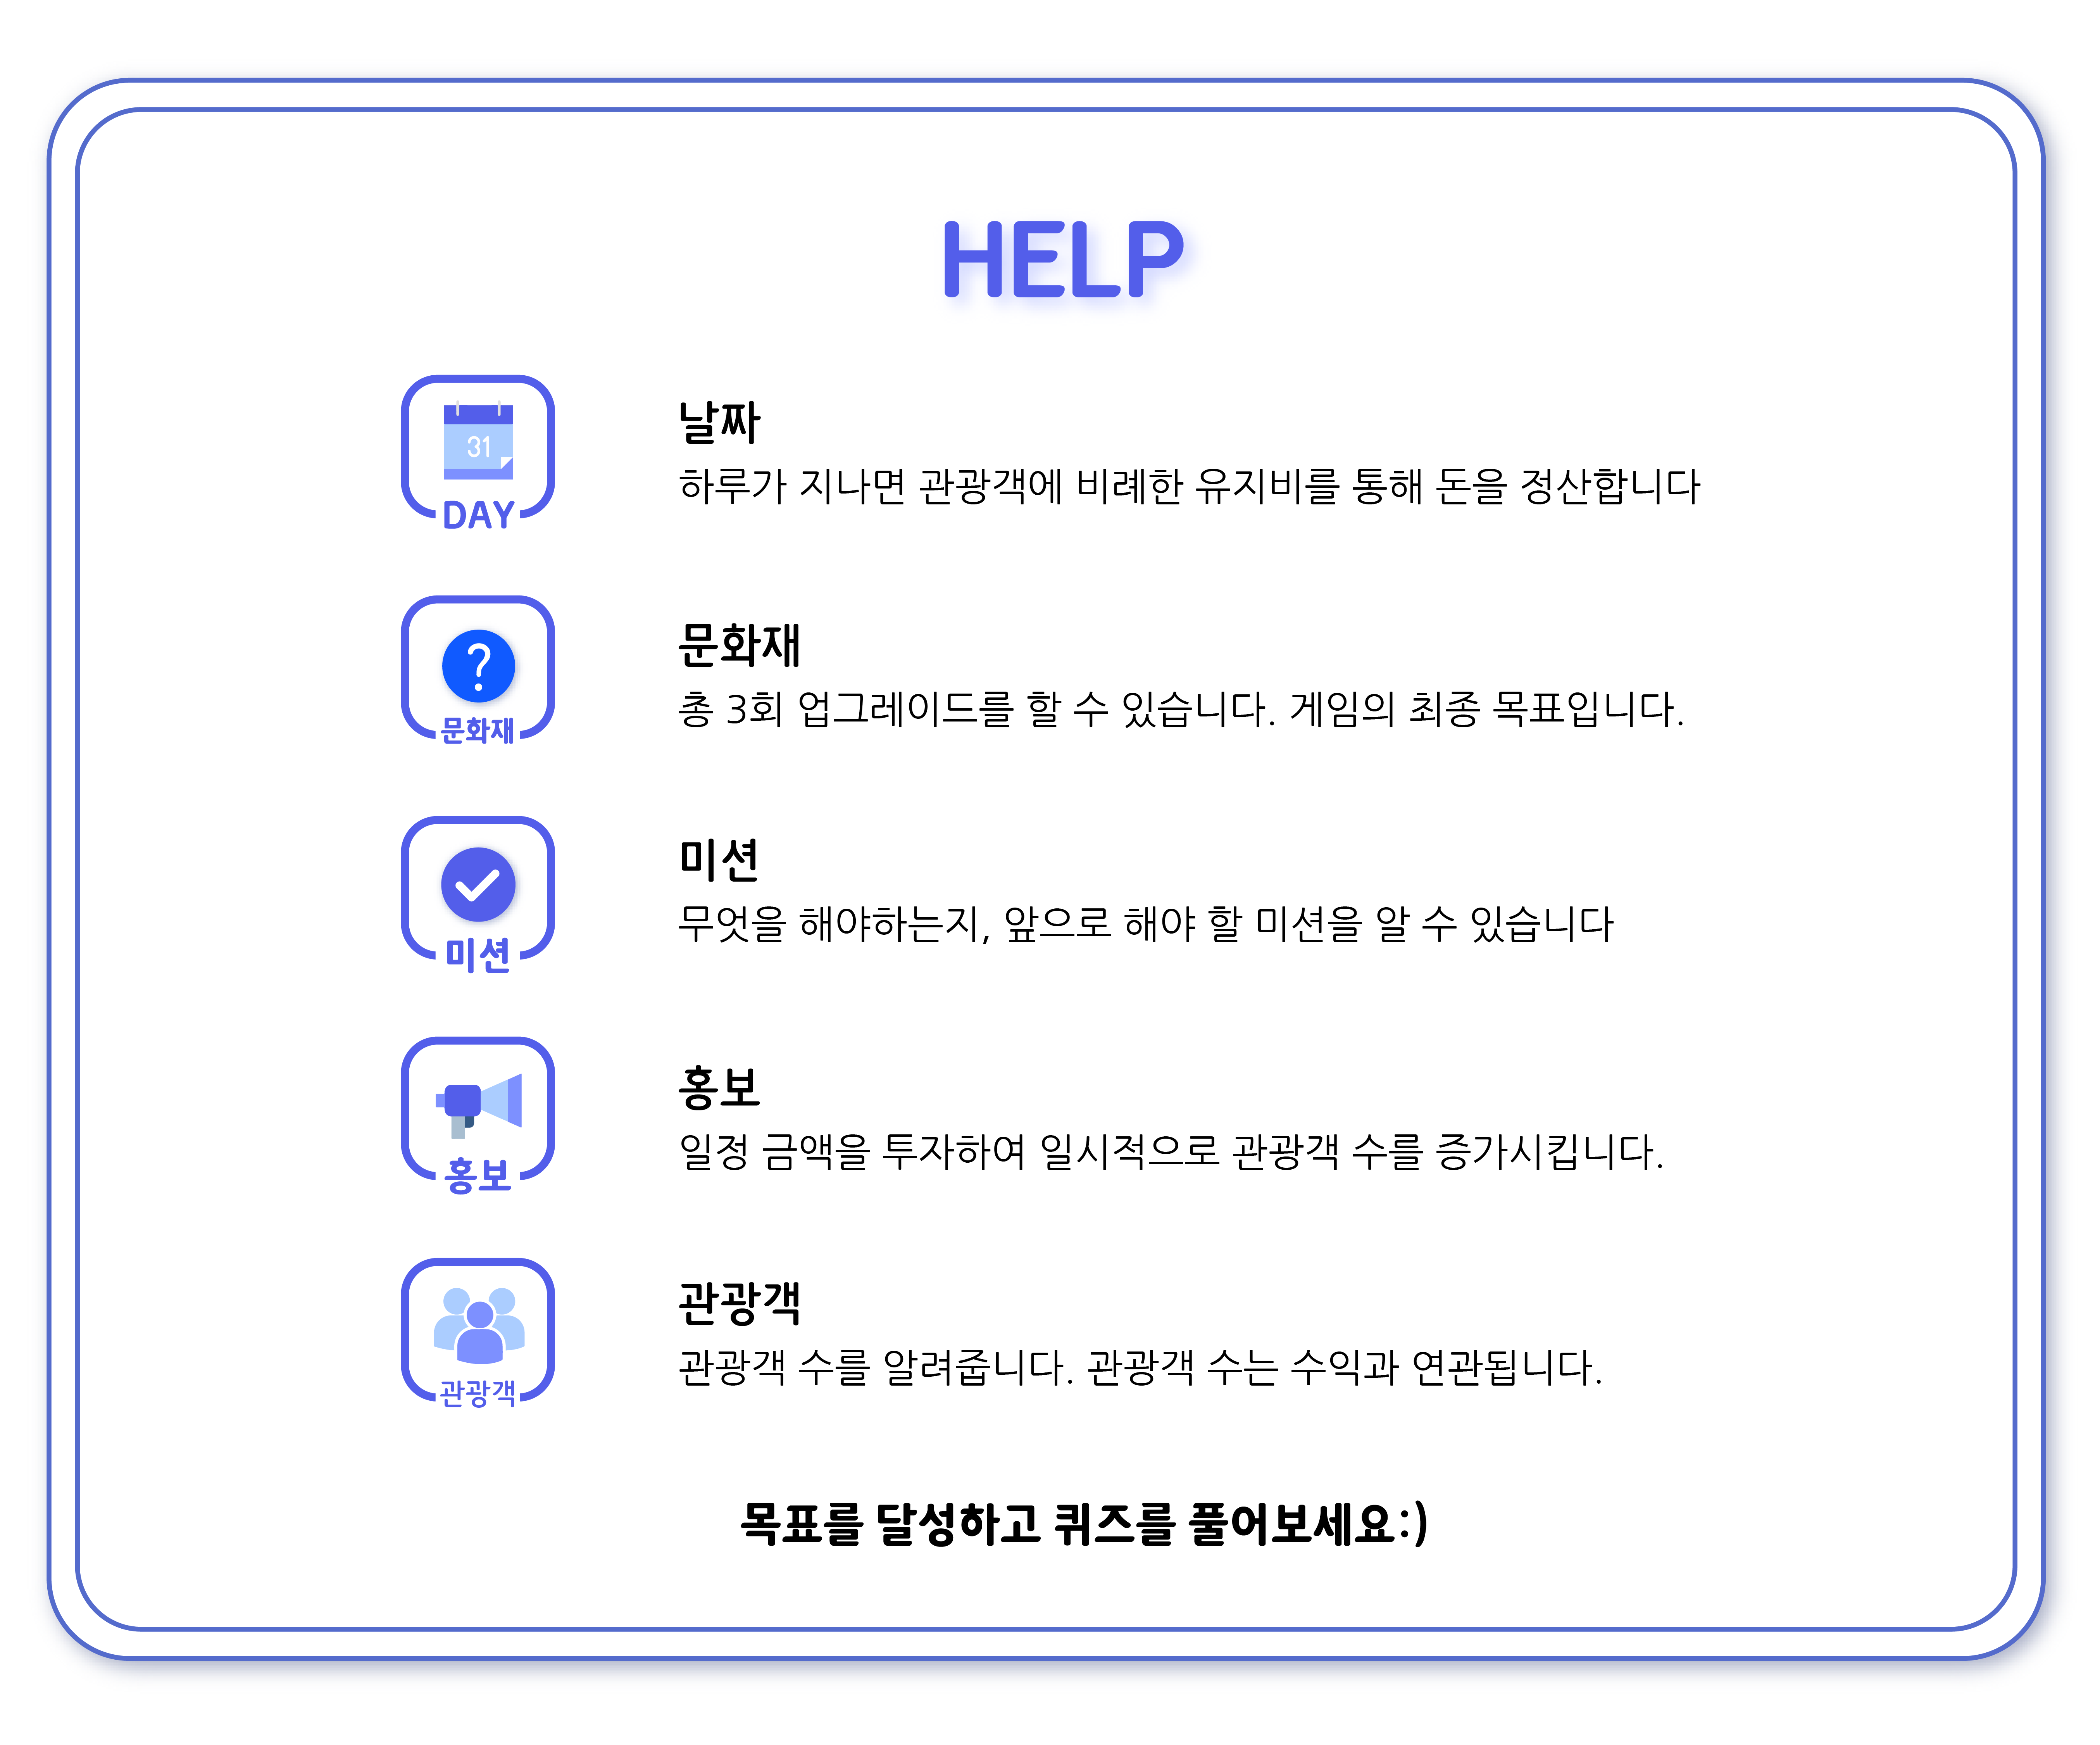 HELP
31
DAY
날짜
하루가 지나면 관광객에 비례한 유지비를 통해 돈을 정산합니다
?
문화재
문화재
총 3회 업그레이드를 할 수 있습니다. 게임의 최종 목표입니다.
미션
미션
무엇을 해야하는지, 앞으로 해야 할 미션을 알 수 있습니다
홍보
홍보
일정 금액을 투자하여 일시적으로 관광객 수를 증가시킵니다.
관광객
관광객
관광객 수를 알려줍니다. 관광객 수는 수익과 연관됩니다.
목표를 달성하고 퀴즈를 풀어보세요:)